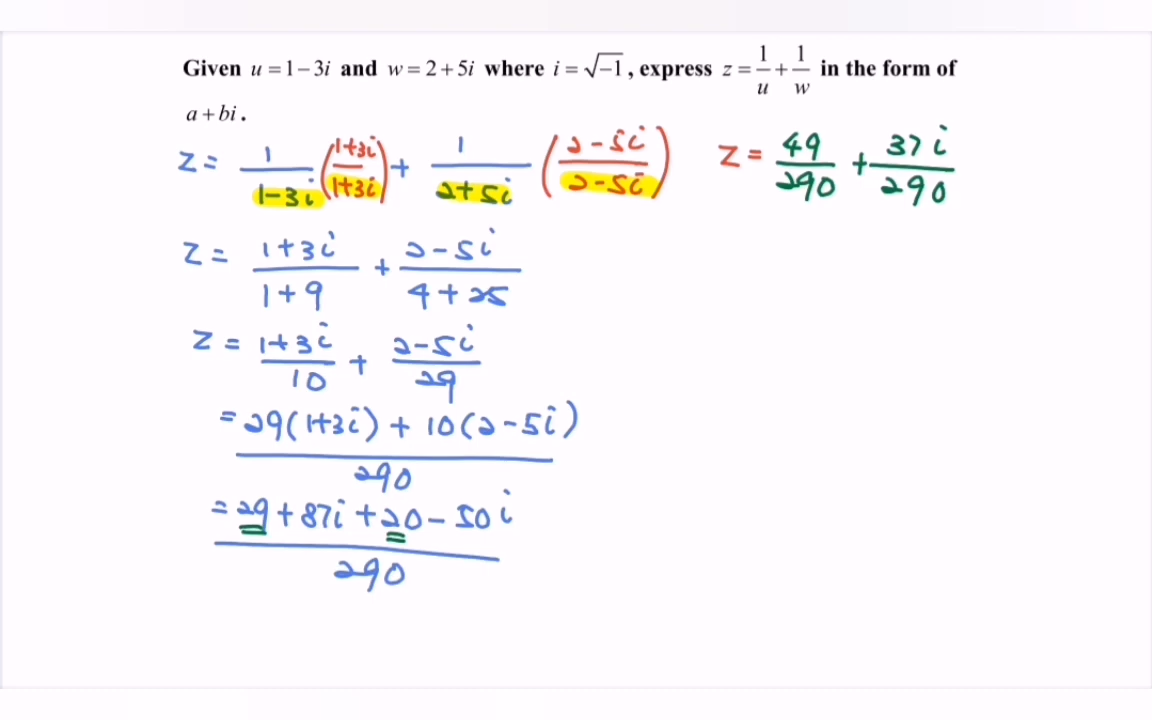 Given u = 1 − 3i and w = 2 + 5i where i = √−1, express z = 1/u + 1/w in the form of
a + bi.
z = 1/(1-3i) ((1+3i)/(1+3i)) + 1/(2+5i) ((2-5i)/(2-5i))
z = 49/290 + 37i/290
z = (1+3i)/(1+9) + (2-5i)/(4+25)
z = (1+3i)/10 + (2-5i)/29
= (29(1+3i) + 10(2-5i))/290
= (29 + 87i + 20 - 50i)/290